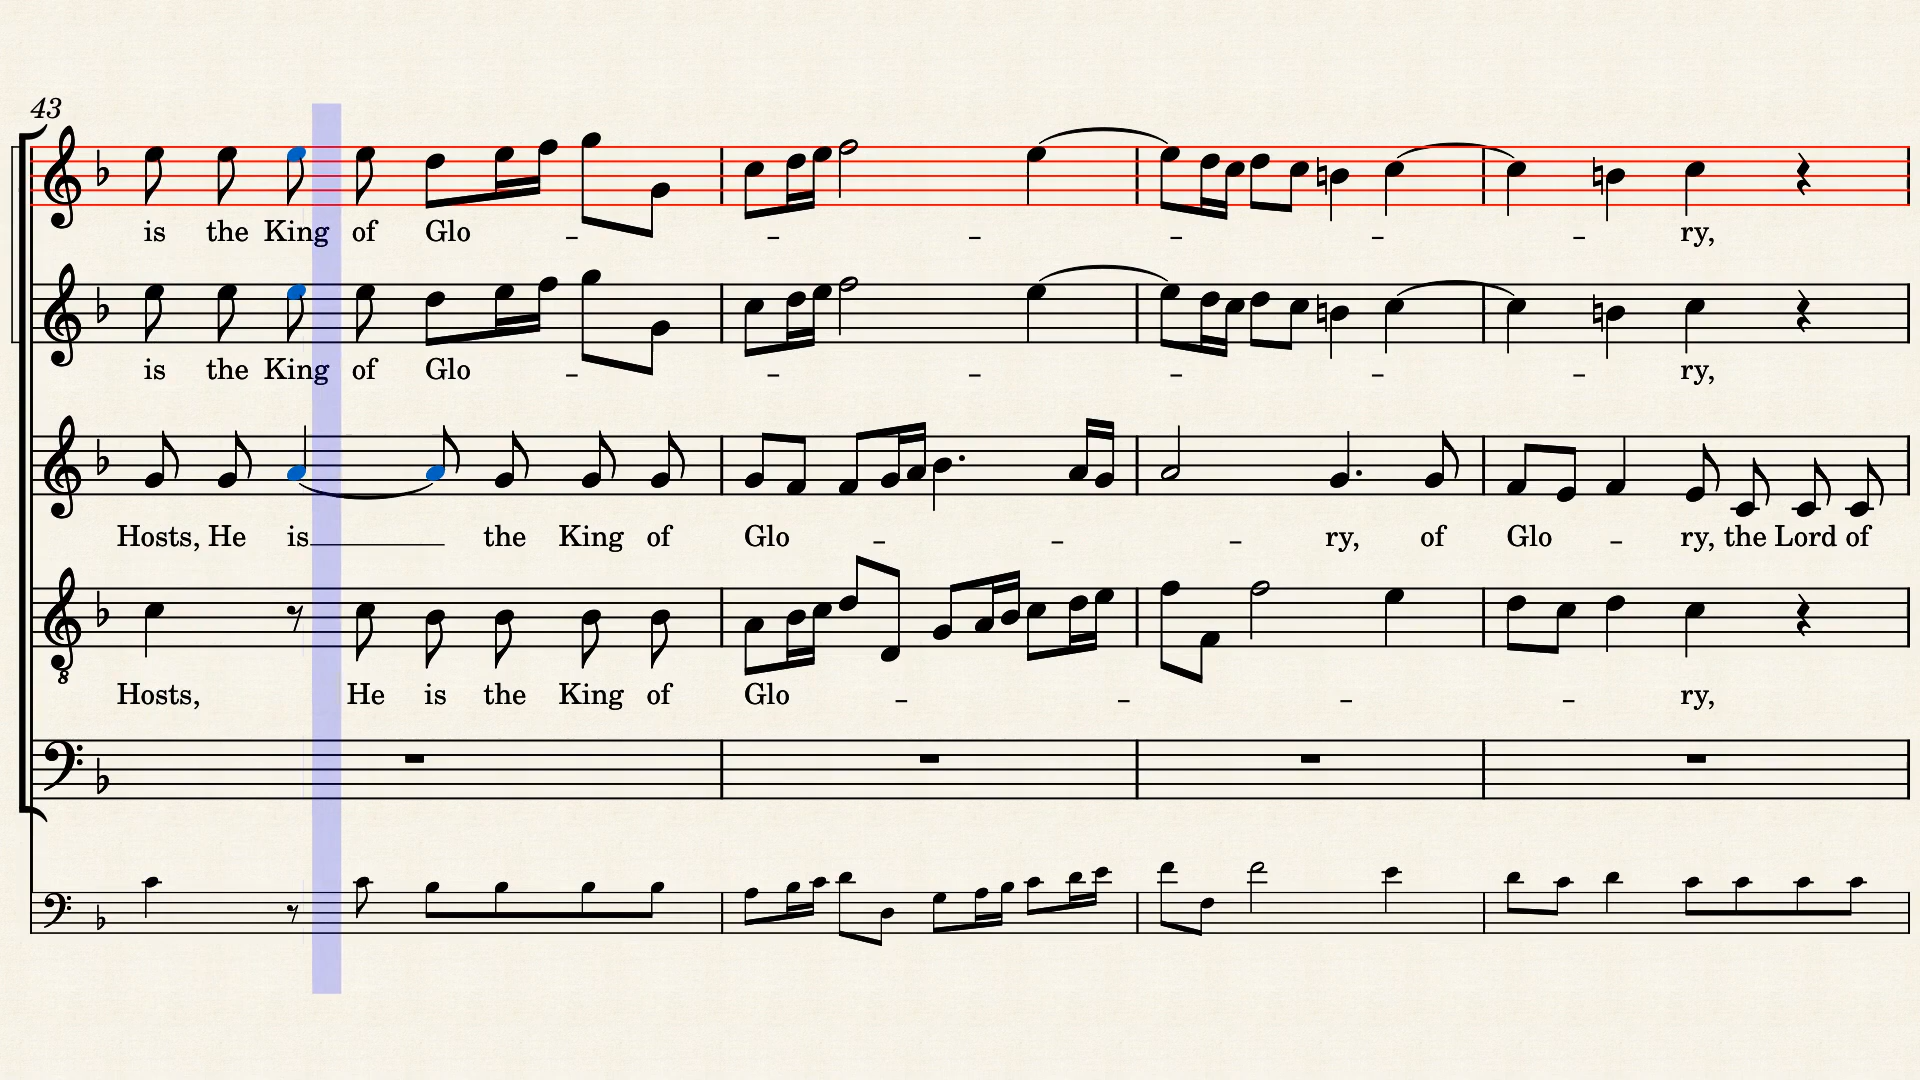 43
is the King of Glo - - - - - - ry,
is the King of Glo - - - - - - ry,
Hosts, He is the King of Glo - - - ry, of Glo - ry, the Lord of
Hosts, He is the King of Glo - - - - ry,